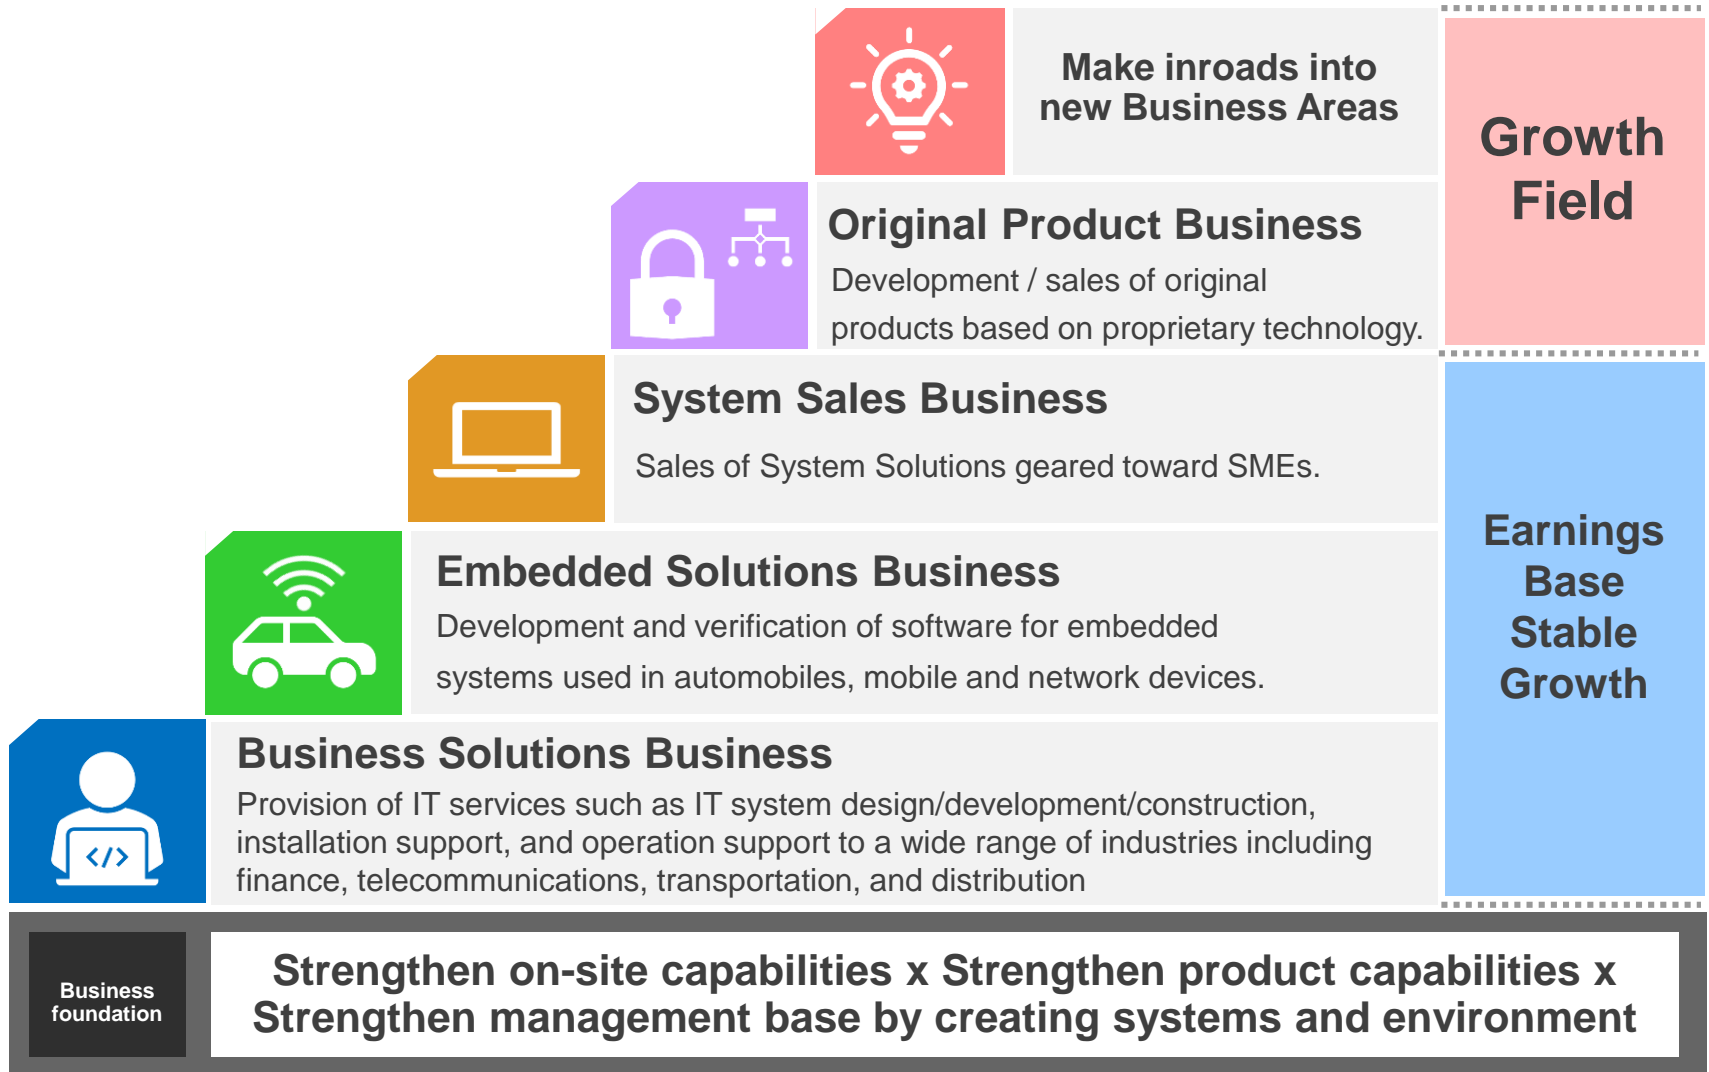 Make inroads into
new Business Areas
Growth
Field
Original Product Business
Development / sales of original
products based on proprietary technology.
System Sales Business
Sales of System Solutions geared toward SMEs.
Earnings
Base
Stable
Growth
Embedded Solutions Business
Development and verification of software for embedded
systems used in automobiles, mobile and network devices.
Business Solutions Business
Provision of IT services such as IT system design/development/construction,
installation support, and operation support to a wide range of industries including
finance, telecommunications, transportation, and distribution
</>
Business
foundation
Strengthen on-site capabilities x Strengthen product capabilities x
Strengthen management base by creating systems and environment